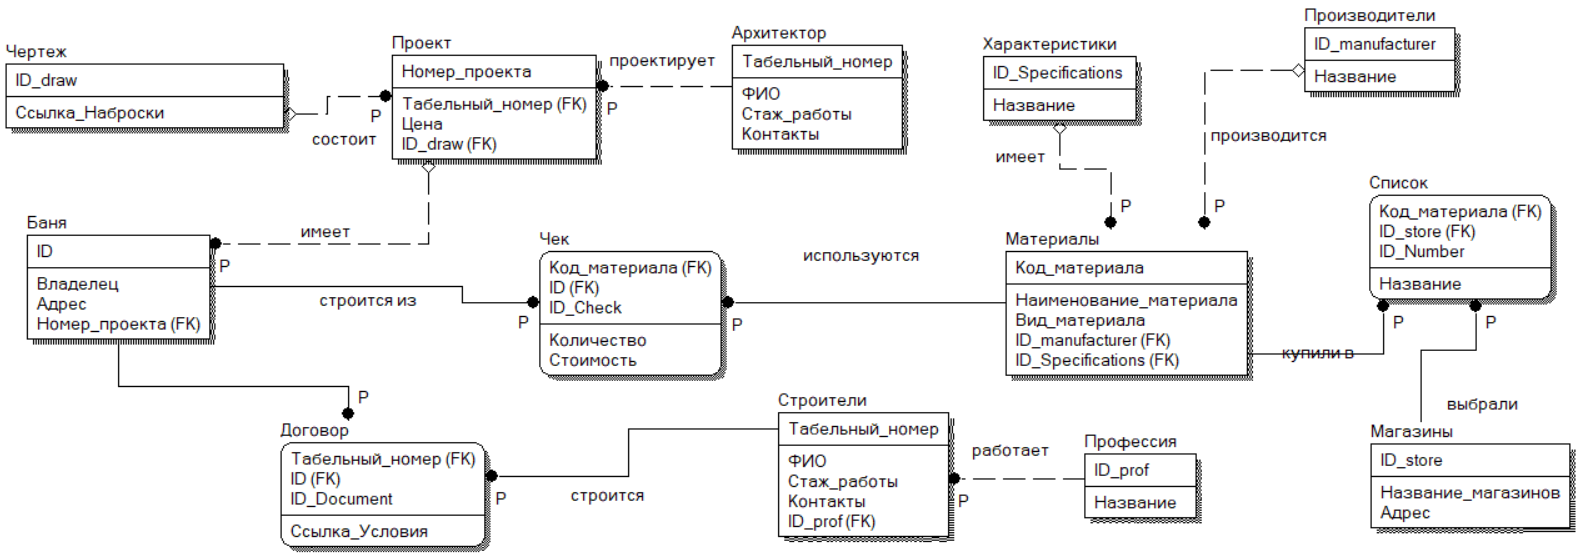 Чертеж
ID_draw
Ссылка_Наброски
состоит
P
Проект
Номер_проекта
Табельный_номер (FK)
Цена
ID_draw (FK)
проектирует
P
Архитектор
Табельный_номер
ФИО
Стаж_работы
Контакты
Характеристики
ID_Specifications
Название
имеет
P
Производители
ID_manufacturer
Название
производится
P
Список
Код_материала (FK)
ID_store (FK)
ID_Number
Название
P
P
Баня
ID
Владелец
Адрес
Номер_проекта (FK)
имеет
P
строится из
P
Чек
Код_материала (FK)
ID (FK)
ID_Check
Количество
Стоимость
используются
P
Материалы
Код_материала
Наименование_материала
Вид_материала
ID_manufacturer (FK)
ID_Specifications (FK)
купили в
выбрали
Магазины
ID_store
Название_магазинов
Адрес
P
Договор
Табельный_номер (FK)
ID (FK)
ID_Document
Ссылка_Условия
P
строится
Строители
Табельный_номер
ФИО
Стаж_работы
Контакты
ID_prof (FK)
работает
P
Профессия
ID_prof
Название